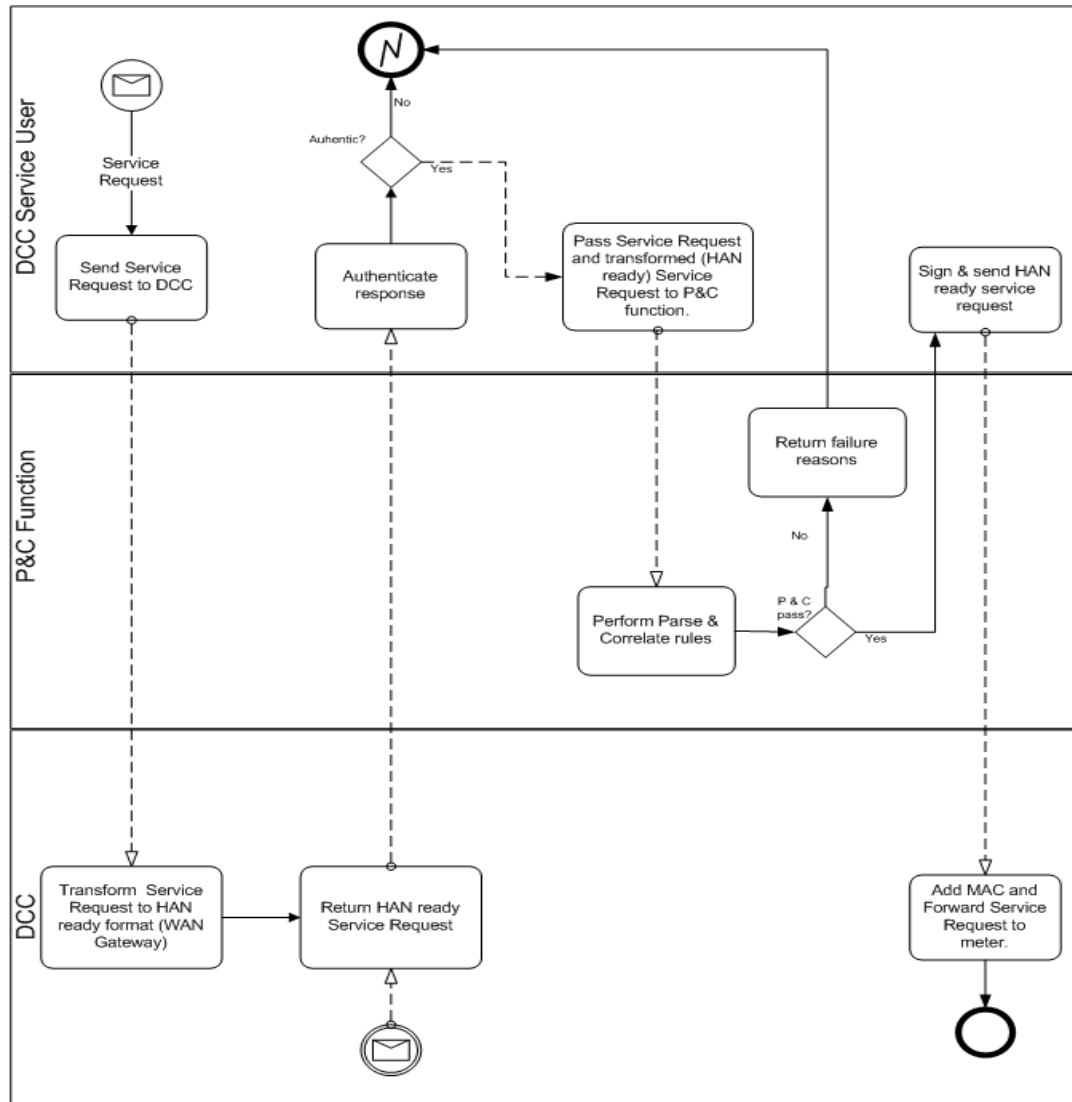 DCC Service User
Service
Request
Send Service
Request to DCC
No
Auhentic?
Yes
Authenticate
response
Pass Service Request
and transformed (HAN
ready) Service
Request to P&C
function.
Sign & send HAN
ready service
request
P&C Function
Return failure
reasons
No
Perform Parse &
Correlate rules
P & C
pass?
Yes
DCC
Transform Service
Request to HAN
ready format (WAN
Gateway)
Return HAN ready
Service Request
Add MAC and
Forward Service
Request to
meter.